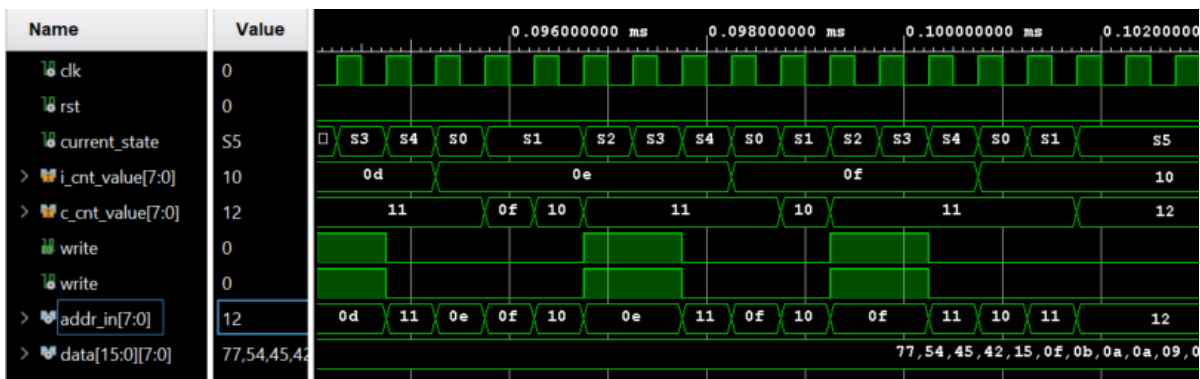 Name Value 0.096000000 ms 0.098000000 ms 0.100000000 ms 0.10200000
clk 0
rst 0
current_state S5 S3 S4 S0 S1 S2 S3 S4 S0 S1 S2 S3 S4 S0 S1 S5
> i_cnt_value[7:0] 10 0d 0e 0f 10
> c_cnt_value[7:0] 12 11 0f 10 11 10 11 12
write 0
write 0
> addr_in[7:0] 12 0d 11 0e 0f 10 0e 11 0f 10 0f 11 10 11 12
> data[15:0][7:0] 77,54,45,42 77,54,45,42,15,0f,0b,0a,0a,09,0